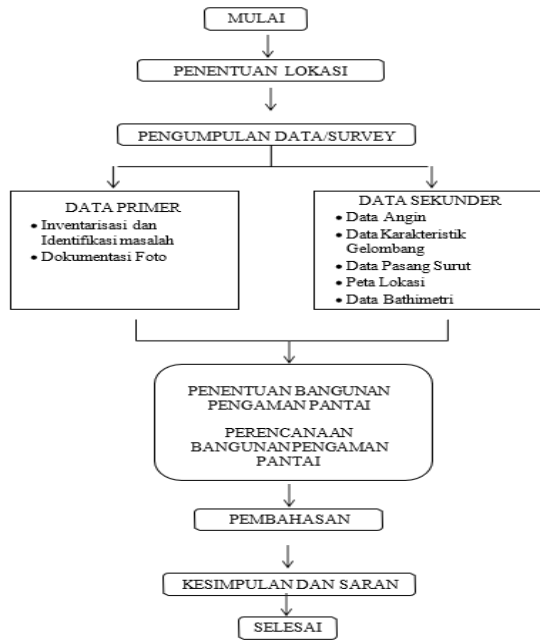 MULAI
PENENTUAN LOKASI
PENGUMPULAN DATA/SURVEY
DATA PRIMER
• Inventarisasi dan
Identifikasi masalah
• Dokumentasi Foto
DATA SEKUNDER
• Data Angin
• Data Karakteristik
Gelombang
• Data Pasang Surut
• Peta Lokasi
• Data Bathimetri
PENENTUAN BANGUNAN
PENGAMAN PANTAI
PERENCANAAN
BANGUNAN PENGAMAN
PANTAI
PEMBAHASAN
KESIMPULAN DAN SARAN
SELESAI